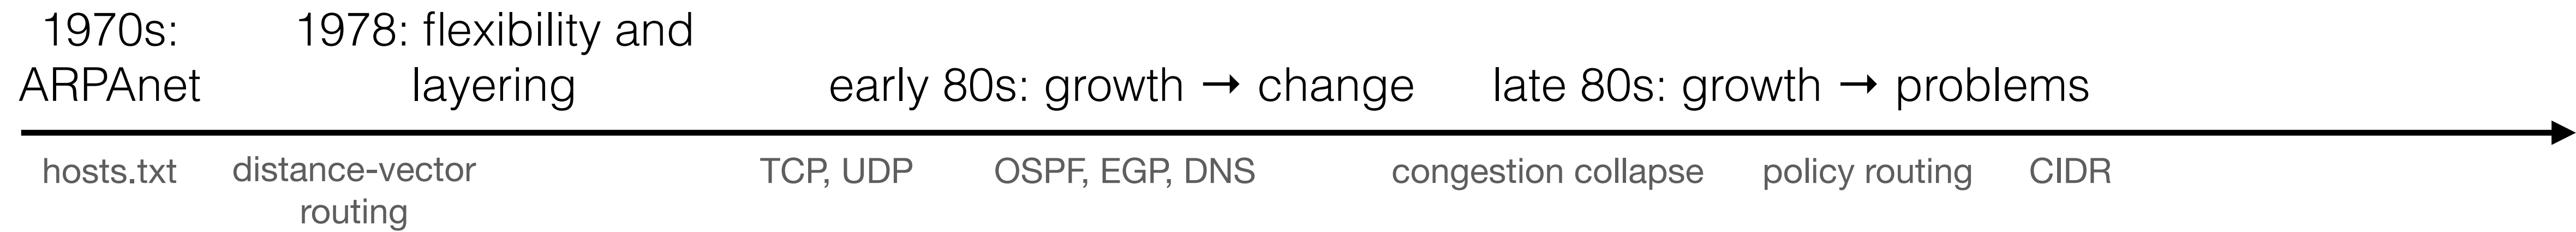 1970s:
ARPAnet
1978: flexibility and
layering
early 80s: growth → change
late 80s: growth → problems
hosts.txt
distance-vector
routing
TCP, UDP
OSPF, EGP, DNS
congestion collapse
policy routing
CIDR